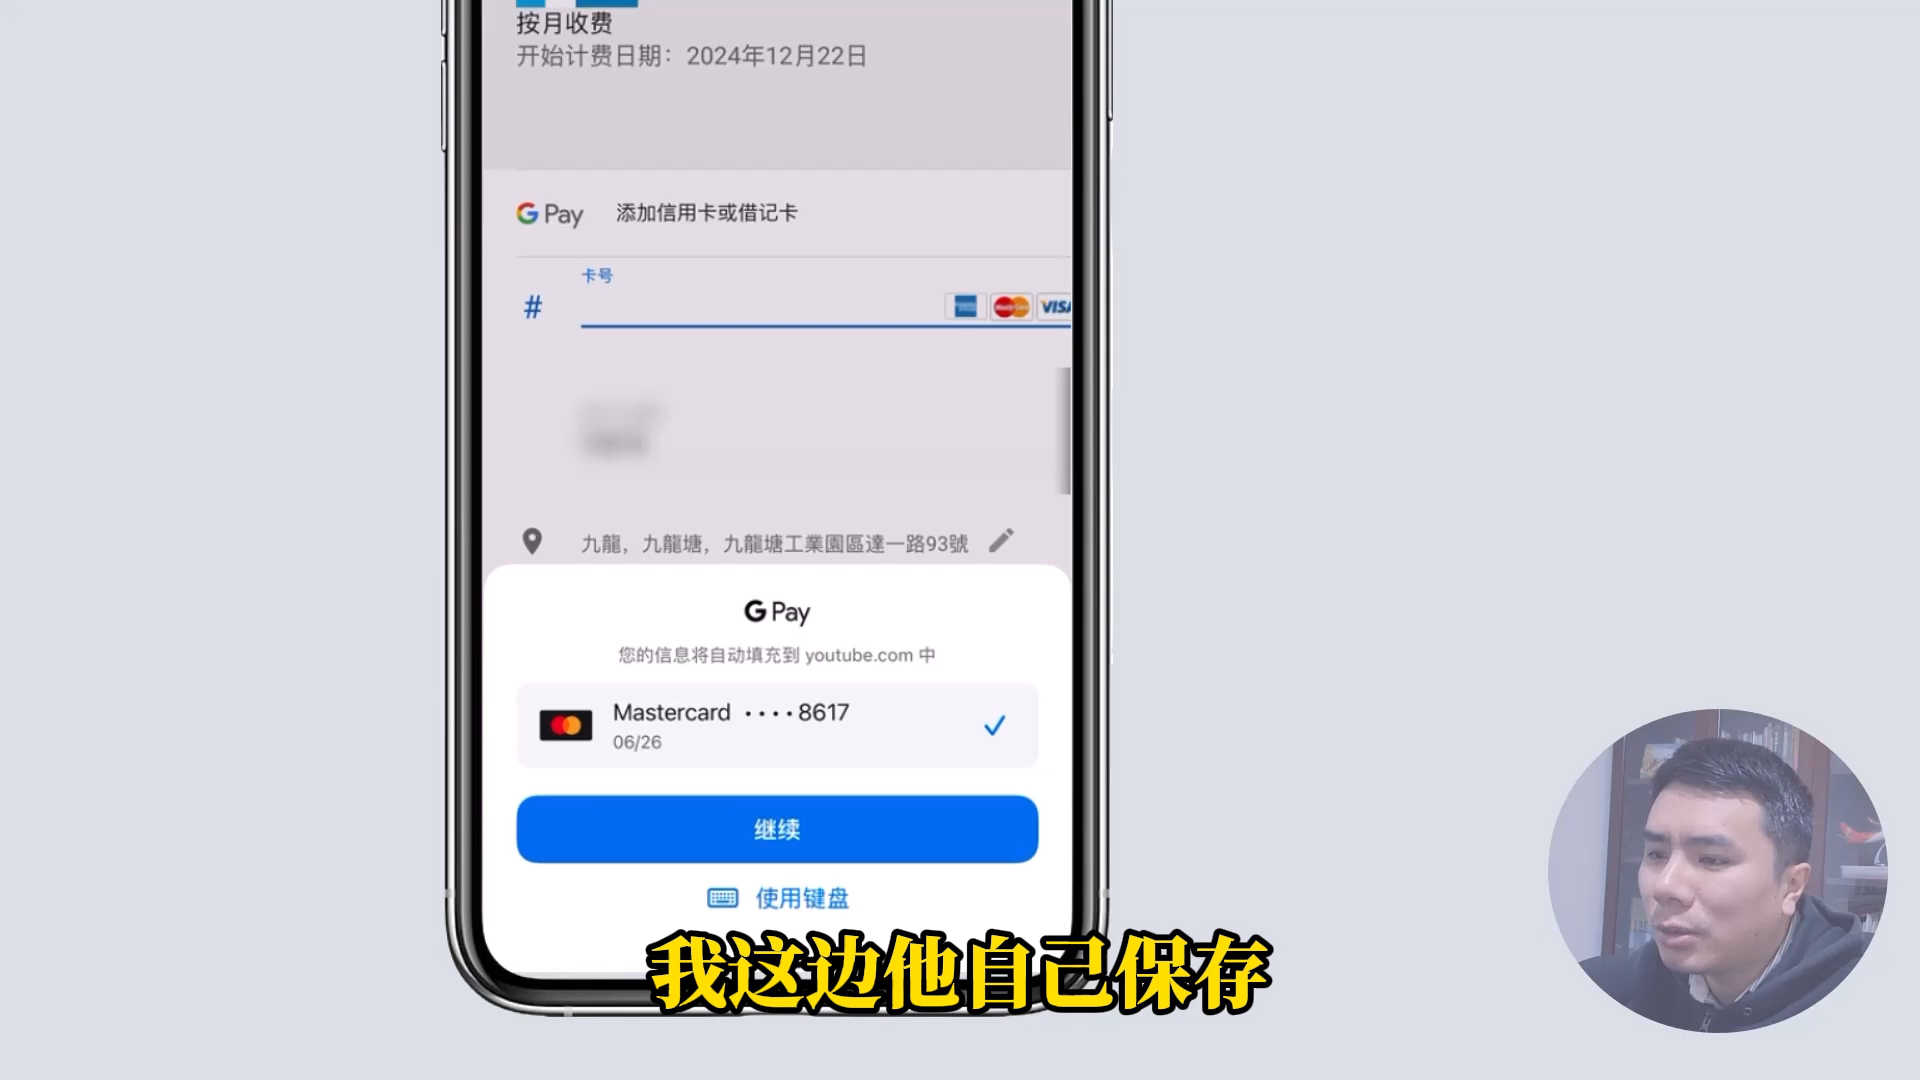 按月收费
开始计费日期：2024年12月22日
G Pay 添加信用卡或借记卡
卡号
#
VISA
九龍，九龍塘，九龍塘工業園區達一路93號
G Pay
您的信息将自动填充到 youtube.com 中
Mastercard ····8617
06/26
继续
使用键盘
我这边他自己保存